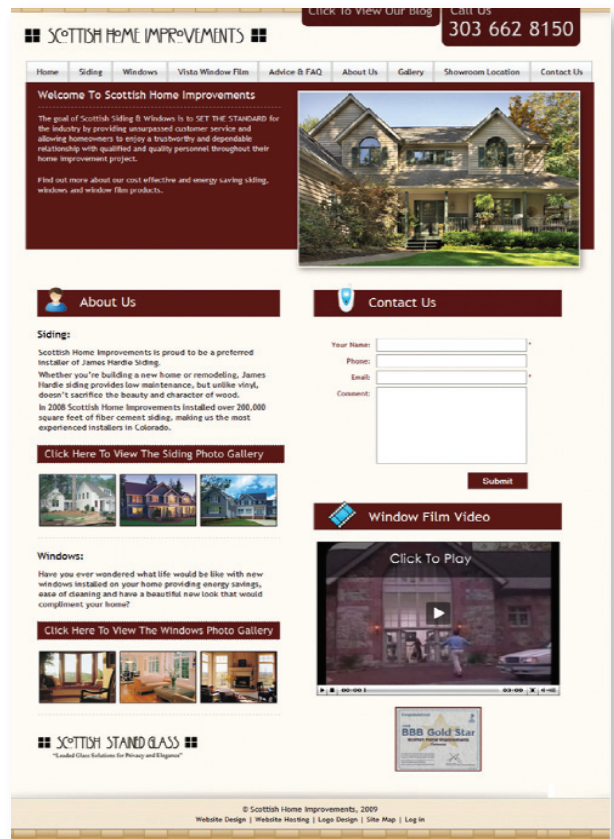 Click To View Our Blog
Call Us
303 662 8150
SCOTTISH HOME IMPROVEMENTS
Home Siding Windows Vista Window Film Advice & FAQ About Us Gallery Showroom Location Contact Us
Welcome To Scottish Home Improvements
The goal of Scottish Siding & Windows is to SET THE STANDARD for
the industry by providing unsurpassed customer service and
allowing homeowners to enjoy a trustworthy and dependable
relationship with qualified and quality personnel throughout their
home improvement project.
Find out more about our cost effective and energy saving siding,
windows and window film products.
About Us
Siding:
Scottish Home Improvements is proud to be a preferred
installer of James Hardie Siding.
Whether you're building a new home or remodeling, James
Hardie siding provides low maintenance, but unlike vinyl,
doesn't sacrifice the beauty and character of wood.
In 2008 Scottish Home Improvements installed over 200,000
square feet of fiber cement siding, making us the most
experienced installers in Colorado.
Click Here To View The Siding Photo Gallery
Windows:
Have you ever wondered what life would be like with new
windows installed on your home providing energy savings,
ease of cleaning and have a beautiful new look that would
compliment your home?
Click Here To View The Windows Photo Gallery
SCOTTISH STAINED GLASS
"Leaded Glass Solutions for Privacy and Elegance"
Contact Us
Your Name: *
Phone:
Email: *
Comment:
Submit
Window Film Video
Click To Play
00:00
03:09
BBB Gold Star
Scottish Home Improvements
© Scottish Home Improvements, 2009
Website Design | Website Hosting | Logo Design | Site Map | Log in